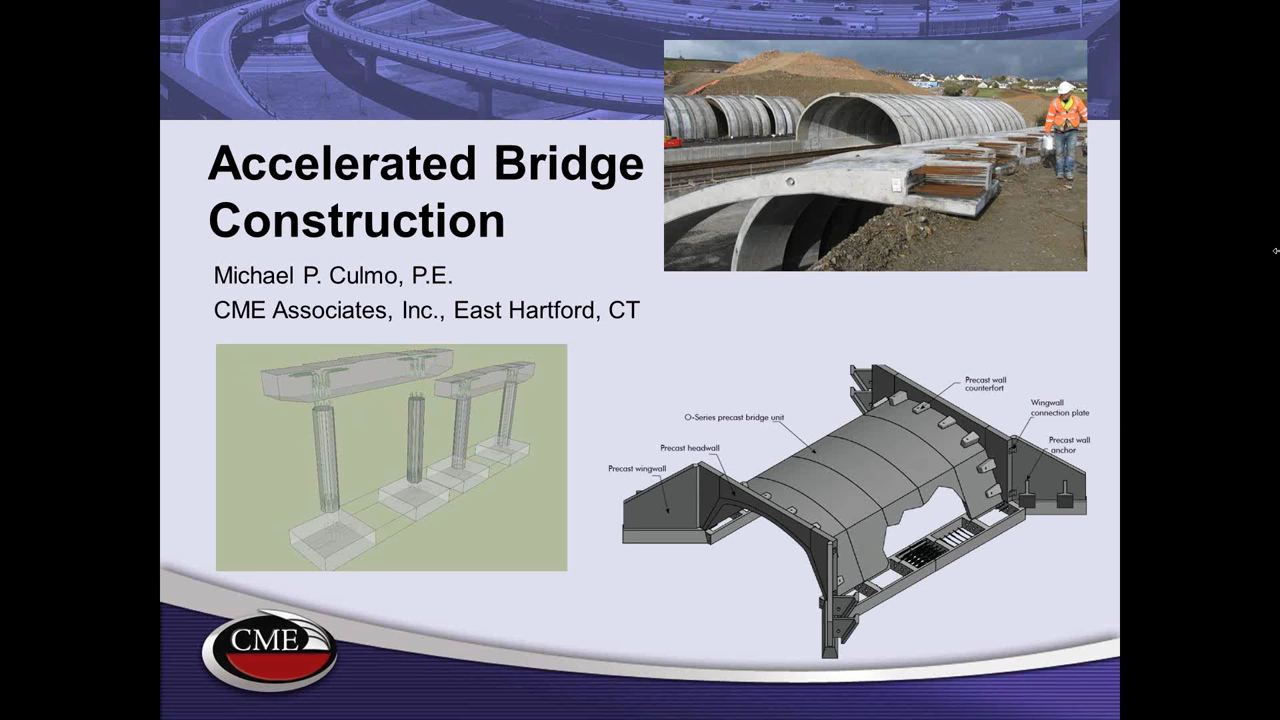 Accelerated Bridge
Construction
Michael P. Culmo, P.E.
CME Associates, Inc., East Hartford, CT
Precast wall
counterfort
Wingwall
connection plate
O-Series precast bridge unit
Precast wall
anchor
Precast headwall
Precast wingwall
CME